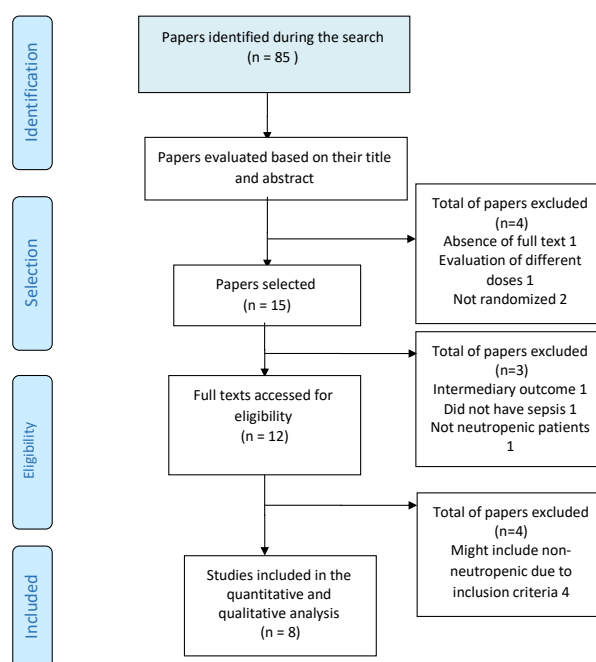 Identification
Papers identified during the search
(n = 85 )
Papers evaluated based on their title
and abstract
Total of papers excluded
(n=4)
Absence of full text 1
Evaluation of different
doses 1
Not randomized 2
Selection
Papers selected
(n = 15)
Total of papers excluded
(n=3)
Intermediary outcome 1
Did not have sepsis 1
Not neutropenic patients
1
Eligibility
Full texts accessed for
eligibility
(n = 12)
Total of papers excluded
(n=4)
Might include non-
neutropenic due to
inclusion criteria 4
Included
Studies included in the
quantitative and
qualitative analysis
(n = 8)